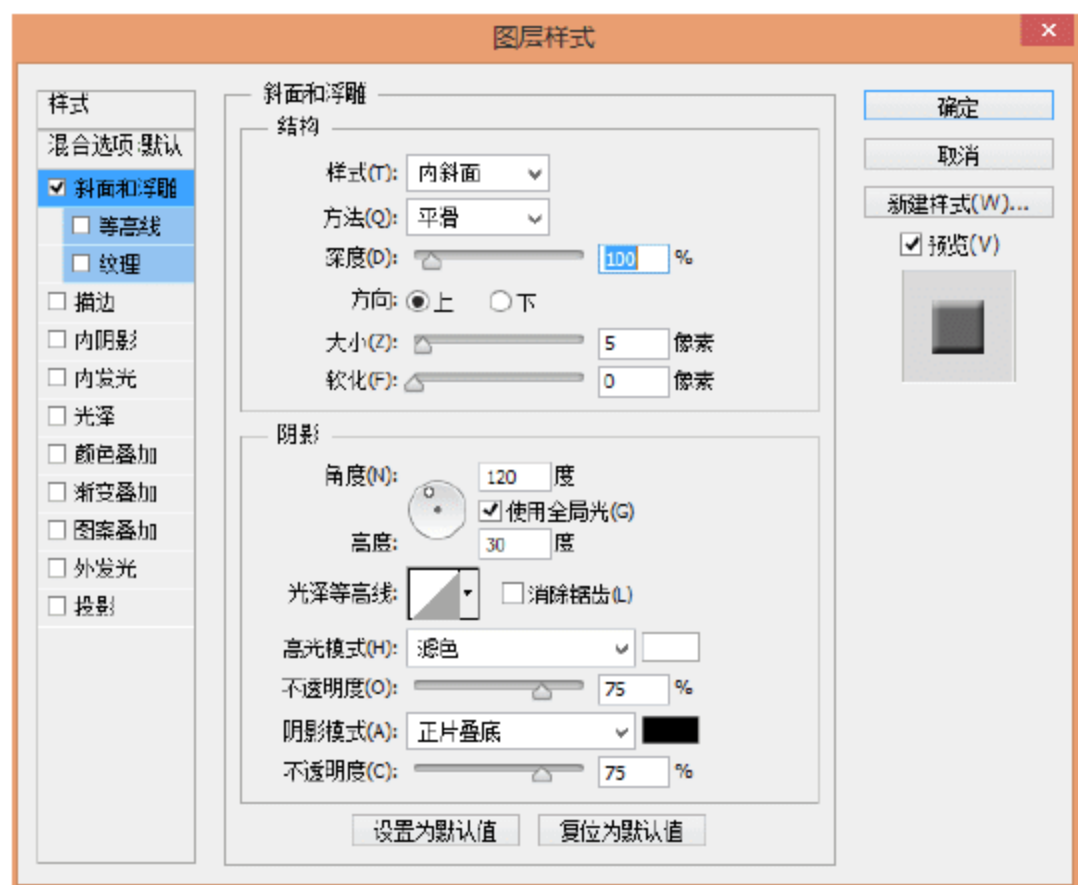 图层样式
样式
混合选项:默认
斜面和浮雕
等高线
纹理
描边
内阴影
内发光
光泽
颜色叠加
渐变叠加
图案叠加
外发光
投影
斜面和浮雕
结构
样式(T): 内斜面
方法(Q): 平滑
深度(D): 100 %
方向: 上 下
大小(Z): 5 像素
软化(F): 0 像素
阴影
角度(N): 120 度
使用全局光(G)
高度: 30 度
光泽等高线: 消除锯齿(L)
高光模式(H): 滤色
不透明度(O): 75 %
阴影模式(A): 正片叠底
不透明度(C): 75 %
设置为默认值 复位为默认值
确定
取消
新建样式(W)...
预览(V)